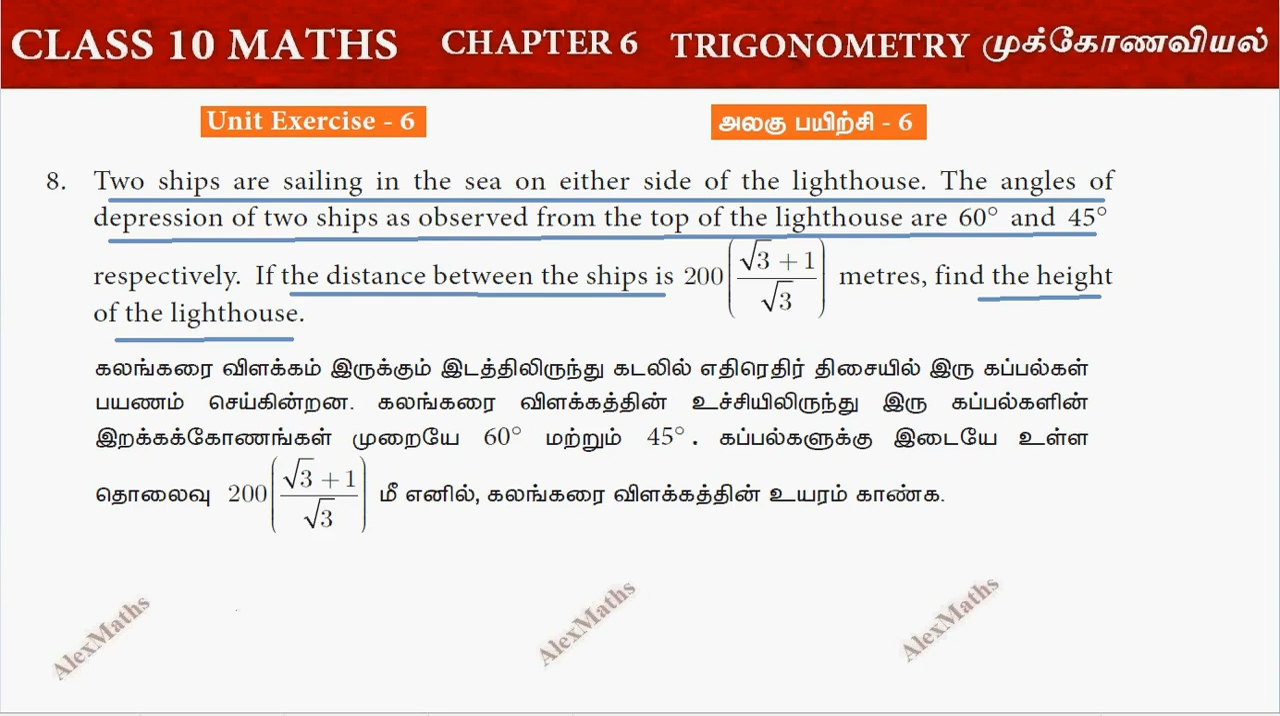 CLASS 10 MATHS CHAPTER 6 TRIGONOMETRY முக்கோணவியல்
Unit Exercise - 6 அலகு பயிற்சி - 6
8. Two ships are sailing in the sea on either side of the lighthouse. The angles of
depression of two ships as observed from the top of the lighthouse are 60° and 45°
respectively. If the distance between the ships is 200((√3 + 1)/√3) metres, find the height
of the lighthouse.
கலங்கரை விளக்கம் இருக்கும் இடத்திலிருந்து கடலில் எதிரெதிர் திசையில் இரு கப்பல்கள்
பயணம் செய்கின்றன. கலங்கரை விளக்கத்தின் உச்சியிலிருந்து இரு கப்பல்களின்
இறக்கக்கோணங்கள் முறையே 60° மற்றும் 45°. கப்பல்களுக்கு இடையே உள்ள
தொலைவு 200((√3 + 1)/√3) மீ எனில், கலங்கரை விளக்கத்தின் உயரம் காண்க.
AlexMaths AlexMaths AlexMaths